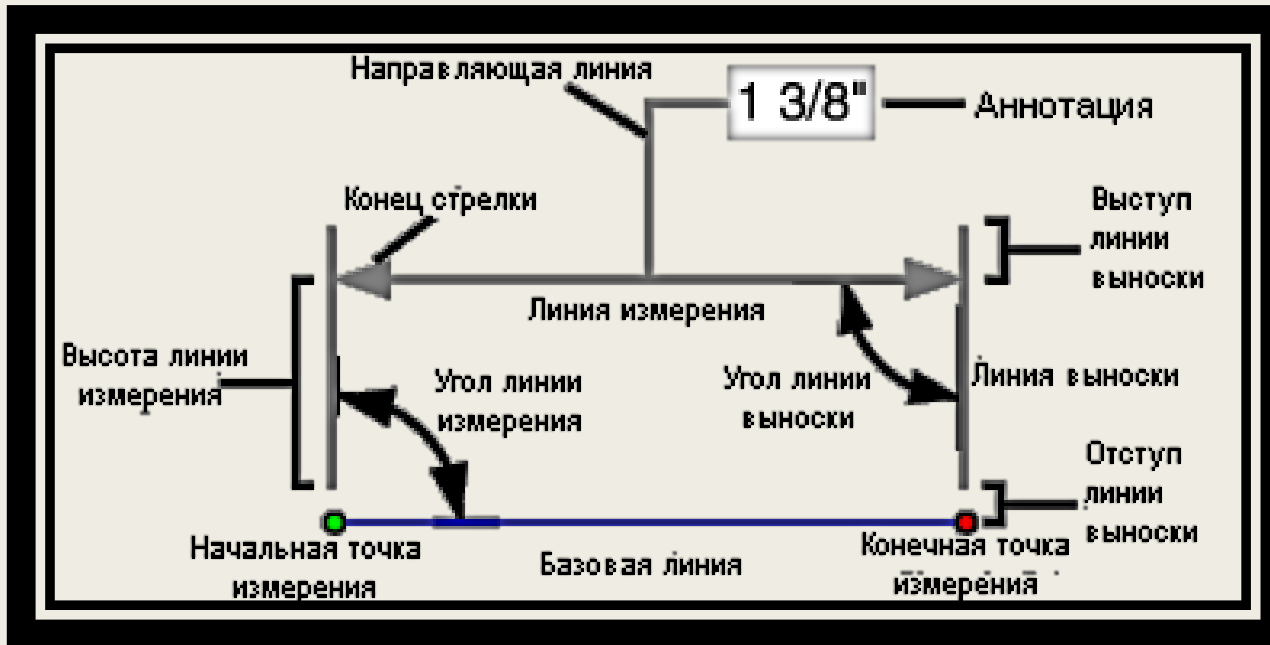 Направляющая линия
1 3/8"
Аннотация
Конец стрелки
Выступ
линии
выноски
Линия измерения
Высота линии
измерения
Угол линии
измерения
Угол линии
выноски
Линия выноски
Отступ
линии
выноски
Начальная точка
измерения
Базовая линия
Конечная точка
измерения